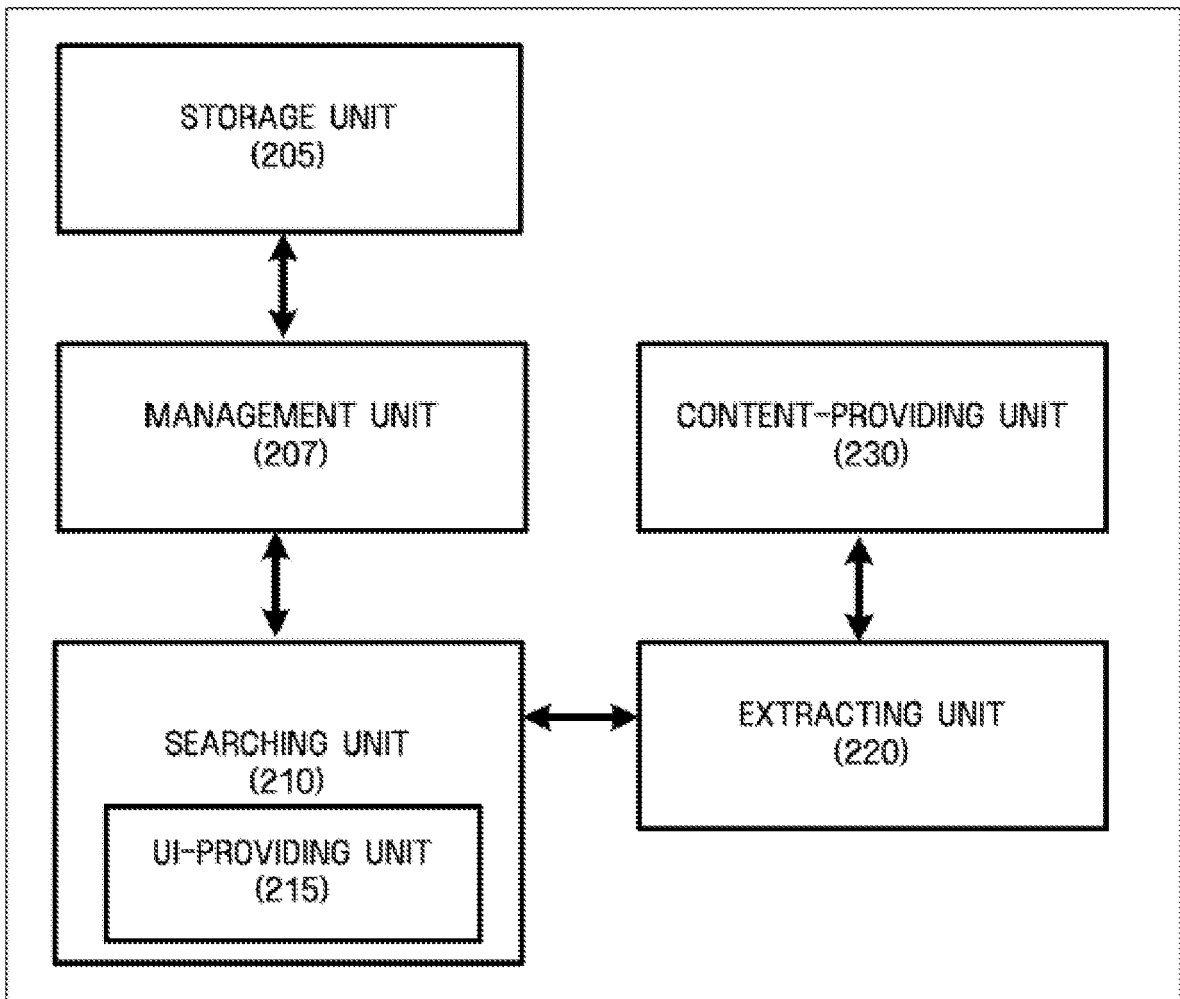 STORAGE UNIT
(205)
MANAGEMENT UNIT
(207)
CONTENT-PROVIDING UNIT
(230)
SEARCHING UNIT
(210)
UI-PROVIDING UNIT
(215)
EXTRACTING UNIT
(220)